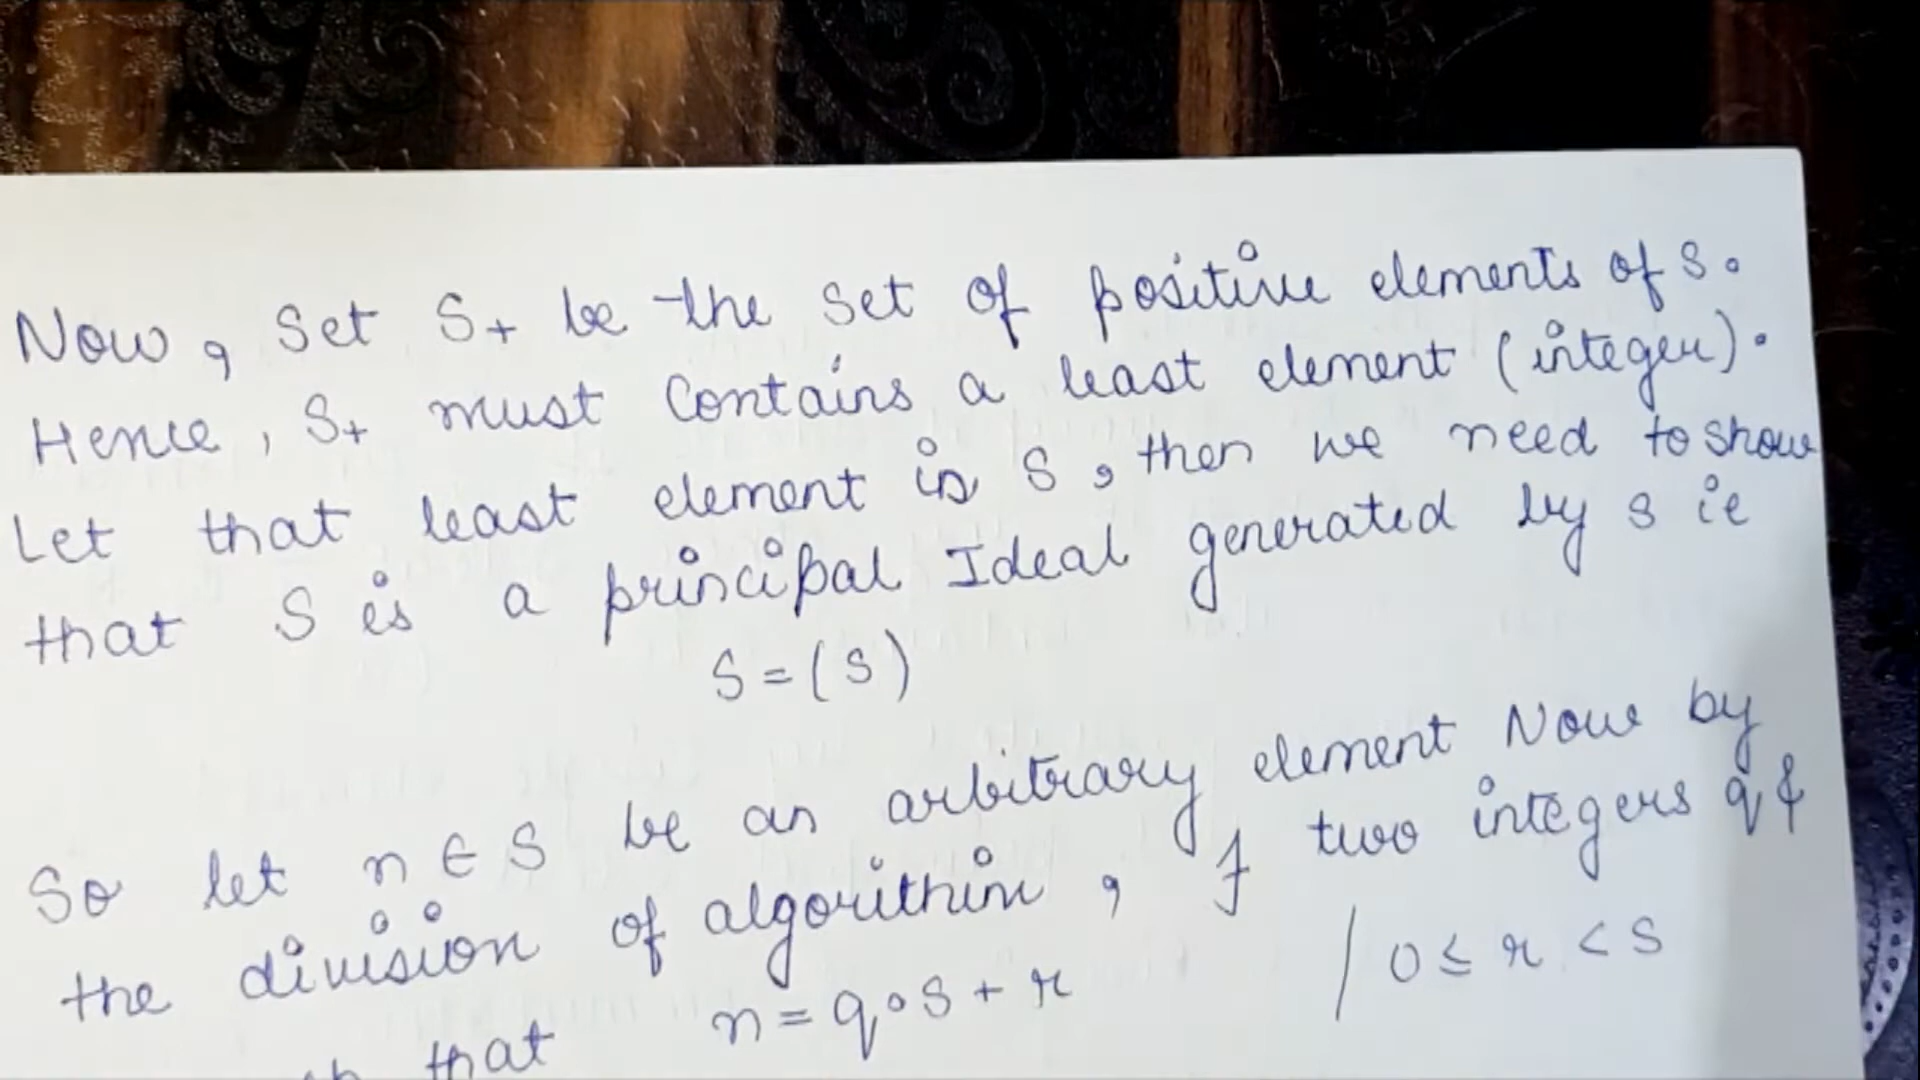 Now, Set S+ be the set of positive elements of S.
Hence, S+ must contains a least element (integer).
Let that least element is s, then we need to show
that S is a principal Ideal generated by s ie
S = (s)
So let n ∈ S be an arbitrary element Now by
the division of algorithim, ∃ two integers q &
that n = q·s + r / 0 ≤ r < s